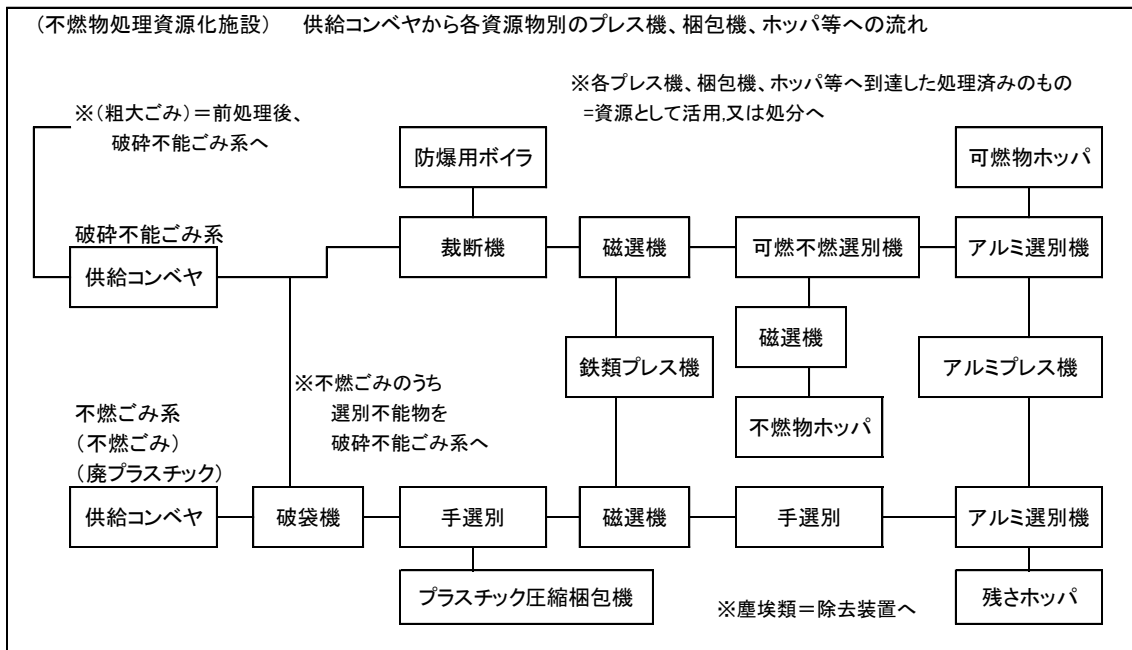 （不燃物処理資源化施設）　供給コンベヤから各資源物別のプレス機、梱包機、ホッパ等への流れ
※各プレス機、梱包機、ホッパ等へ到達した処理済みのもの
=資源として活用,又は処分へ
※（粗大ごみ）＝前処理後、
破砕不能ごみ系へ
防爆用ボイラ
可燃物ホッパ
破砕不能ごみ系
供給コンベヤ
裁断機
磁選機
可燃不燃選別機
アルミ選別機
磁選機
鉄類プレス機
アルミプレス機
※不燃ごみのうち
選別不能物を
破砕不能ごみ系へ
不燃物ホッパ
不燃ごみ系
（不燃ごみ）
（廃プラスチック）
供給コンベヤ
破袋機
手選別
磁選機
手選別
アルミ選別機
プラスチック圧縮梱包機
※塵埃類＝除去装置へ
残さホッパ